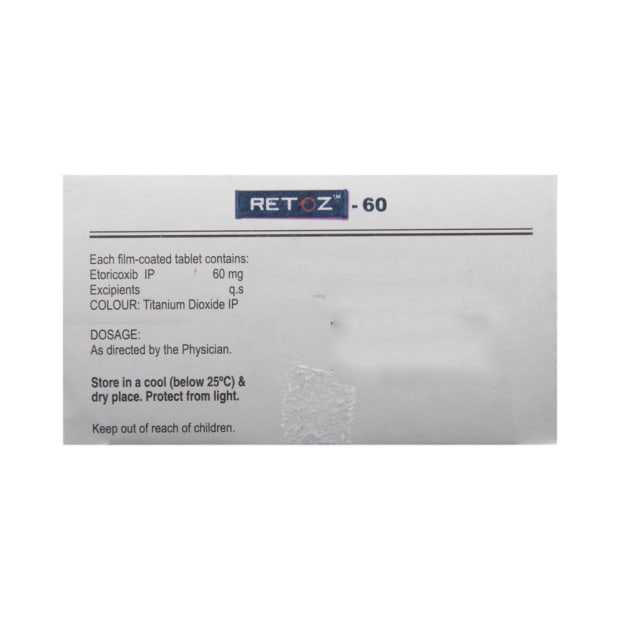 RETOZ™ - 60
Each film-coated tablet contains:
Etoricoxib IP 60 mg
Excipients q.s
COLOUR: Titanium Dioxide IP
DOSAGE:
As directed by the Physician.
Store in a cool (below 25ºC) &
dry place. Protect from light.
Keep out of reach of children.